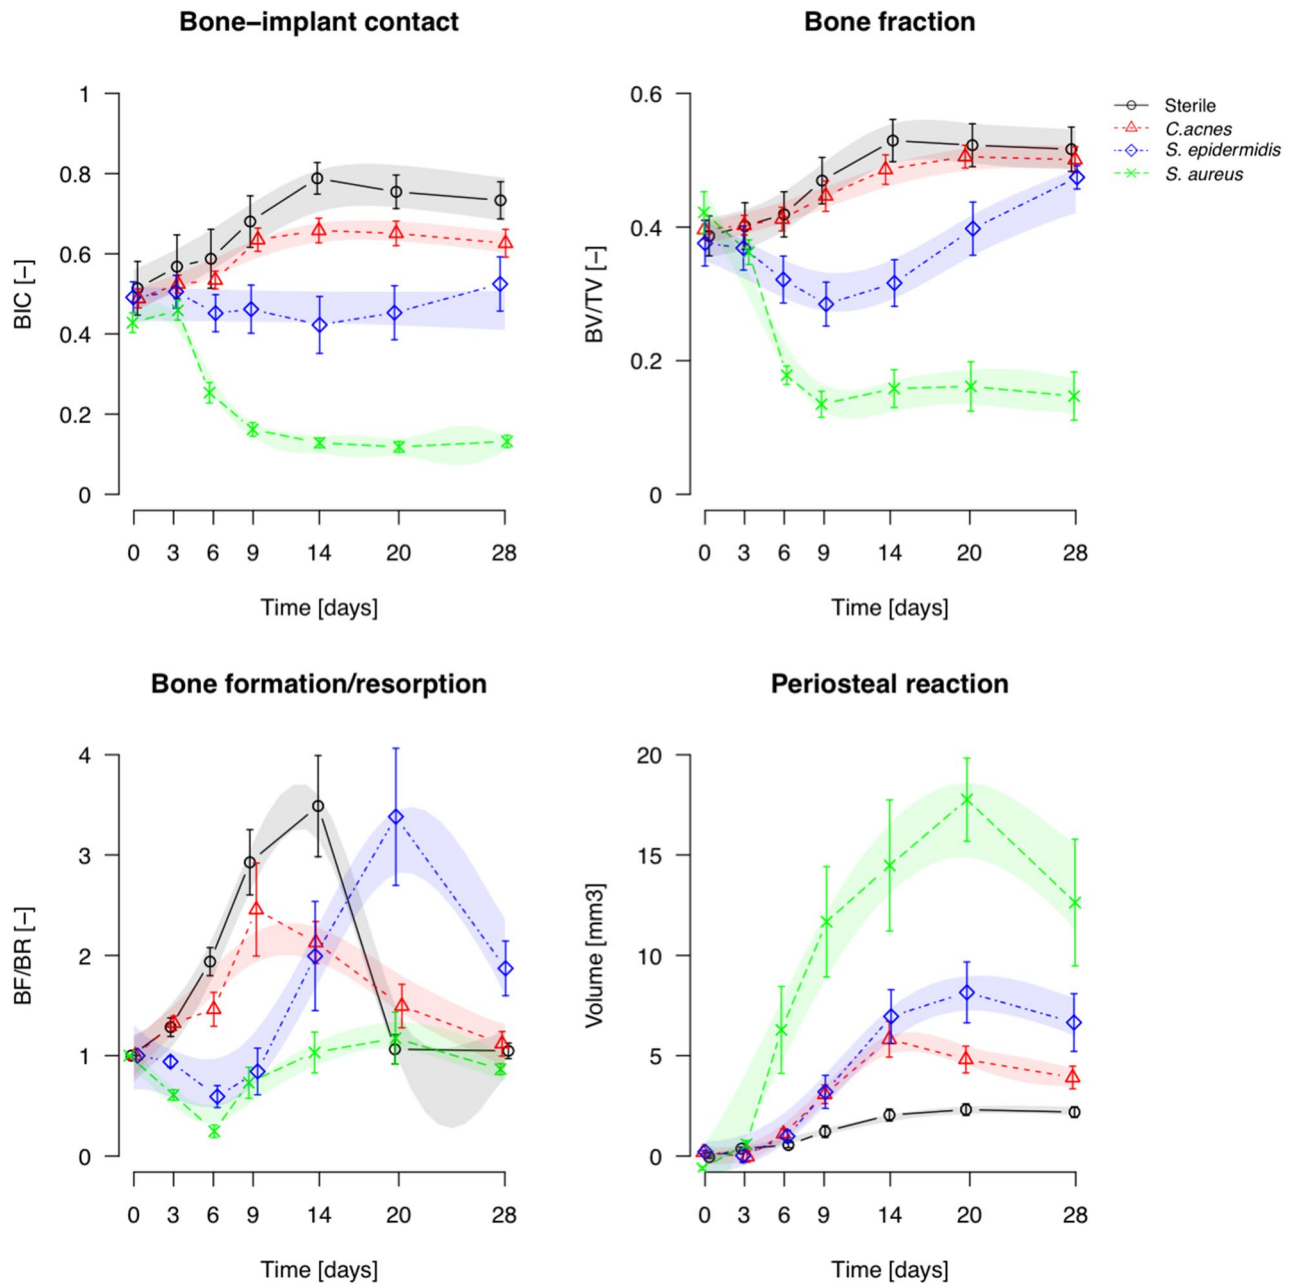 Bone–implant contact
BIC [–]
1
0.8
0.6
0.4
0.2
0
0 3 6 9 14 20 28
Time [days]
Bone fraction
BV/TV [–]
0.6
0.4
0.2
0
0 3 6 9 14 20 28
Time [days]
Sterile
C.acnes
S. epidermidis
S. aureus
Bone formation/resorption
BF/BR [–]
4
3
2
1
0
0 3 6 9 14 20 28
Time [days]
Periosteal reaction
Volume [mm3]
20
15
10
5
0
0 3 6 9 14 20 28
Time [days]